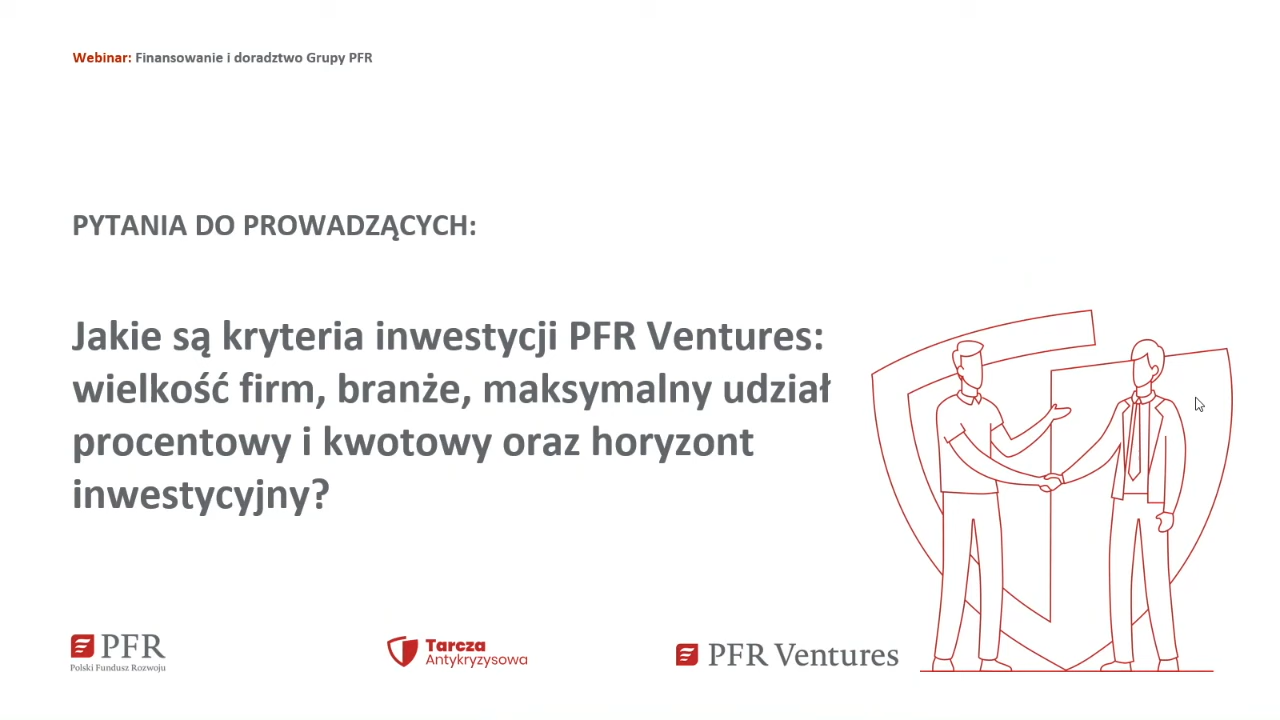 Webinar: Finansowanie i doradztwo Grupy PFR
PYTANIA DO PROWADZĄCYCH:
Jakie są kryteria inwestycji PFR Ventures:
wielkość firm, branże, maksymalny udział
procentowy i kwotowy oraz horyzont
inwestycyjny?
PFR
Polski Fundusz Rozwoju
Tarcza
Antykryzysowa
PFR Ventures